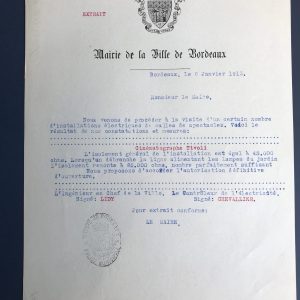 EXTRAIT
Mairie de la Ville de Bordeaux
Bordeaux, le 6 Janvier 1912.
Monsieur le Maire,
Nous venons de procéder à la visite d'un certain nombre
d'installations électriques de salles de spectacles. Voici le
résultat de nos constatations et mesures:
Cinématographe Tivoli
L'isolement général de l'installation est égal à 45.000
ohms. Lorsqu'on débranche la ligne alimentant les lampes du jardin
l'isolement remonte à 85.000 ohms, nombre parfaitement suffisant
Nous proposons d'accorder l'autorisation définitive
d'ouverture.
L'ingénieur en Chef de la Ville, Le Contrôleur de l'électricité,
Signé: LIDY Signé: CHEVALLIER.
Pour extrait conforme:
LE MAIRE,